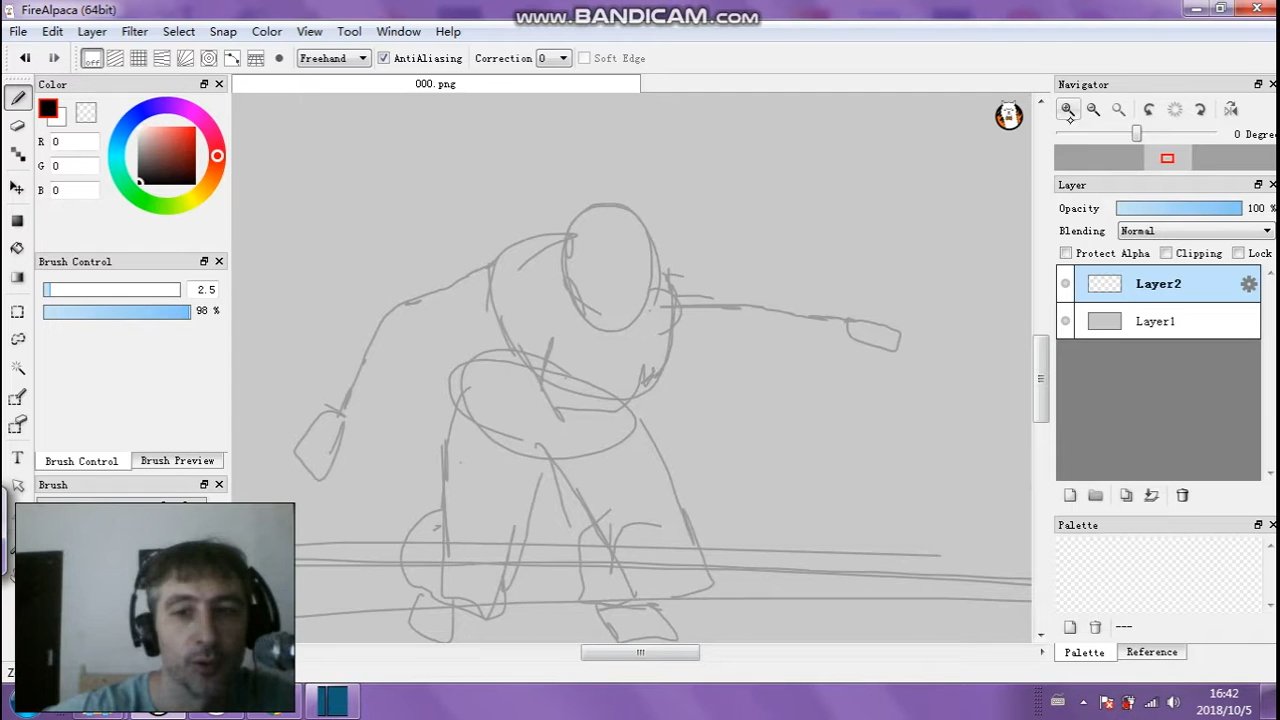 FireAlpaca (64bit)
www.BANDICAM.com
File Edit Layer Filter Select Snap Color View Tool Window Help
off Freehand AntiAliasing Correction 0 Soft Edge
Color
000.png
Navigator
R 0
G 0
B 0
0 Degree
Layer
Opacity 100 %
Blending Normal
Protect Alpha Clipping Lock
Brush Control
2.5
98 %
Layer2
Layer1
Brush Control Brush Preview
Brush
Palette
---
Palette Reference
16:42
2018/10/5